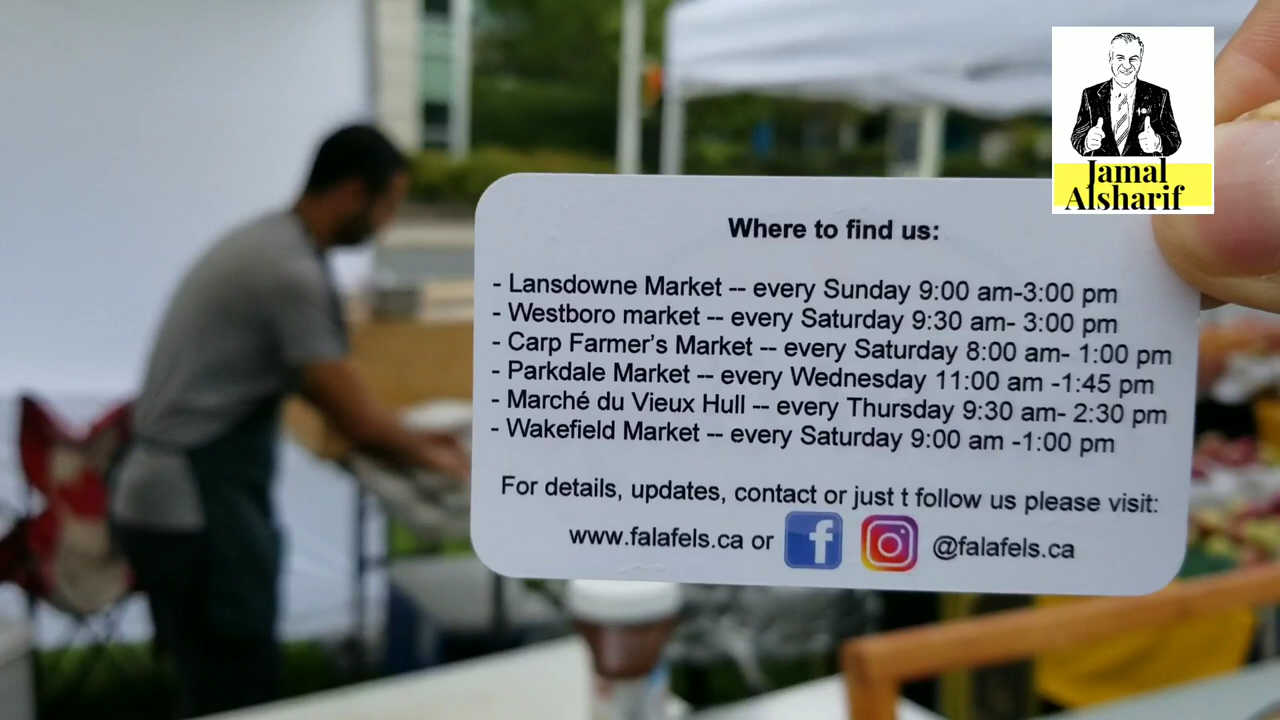 Jamal
Alsharif
Where to find us:
- Lansdowne Market -- every Sunday 9:00 am-3:00 pm
- Westboro market -- every Saturday 9:30 am- 3:00 pm
- Carp Farmer's Market -- every Saturday 8:00 am- 1:00 pm
- Parkdale Market -- every Wednesday 11:00 am -1:45 pm
- Marché du Vieux Hull -- every Thursday 9:30 am- 2:30 pm
- Wakefield Market -- every Saturday 9:00 am -1:00 pm
For details, updates, contact or just t follow us please visit:
www.falafels.ca or f @falafels.ca